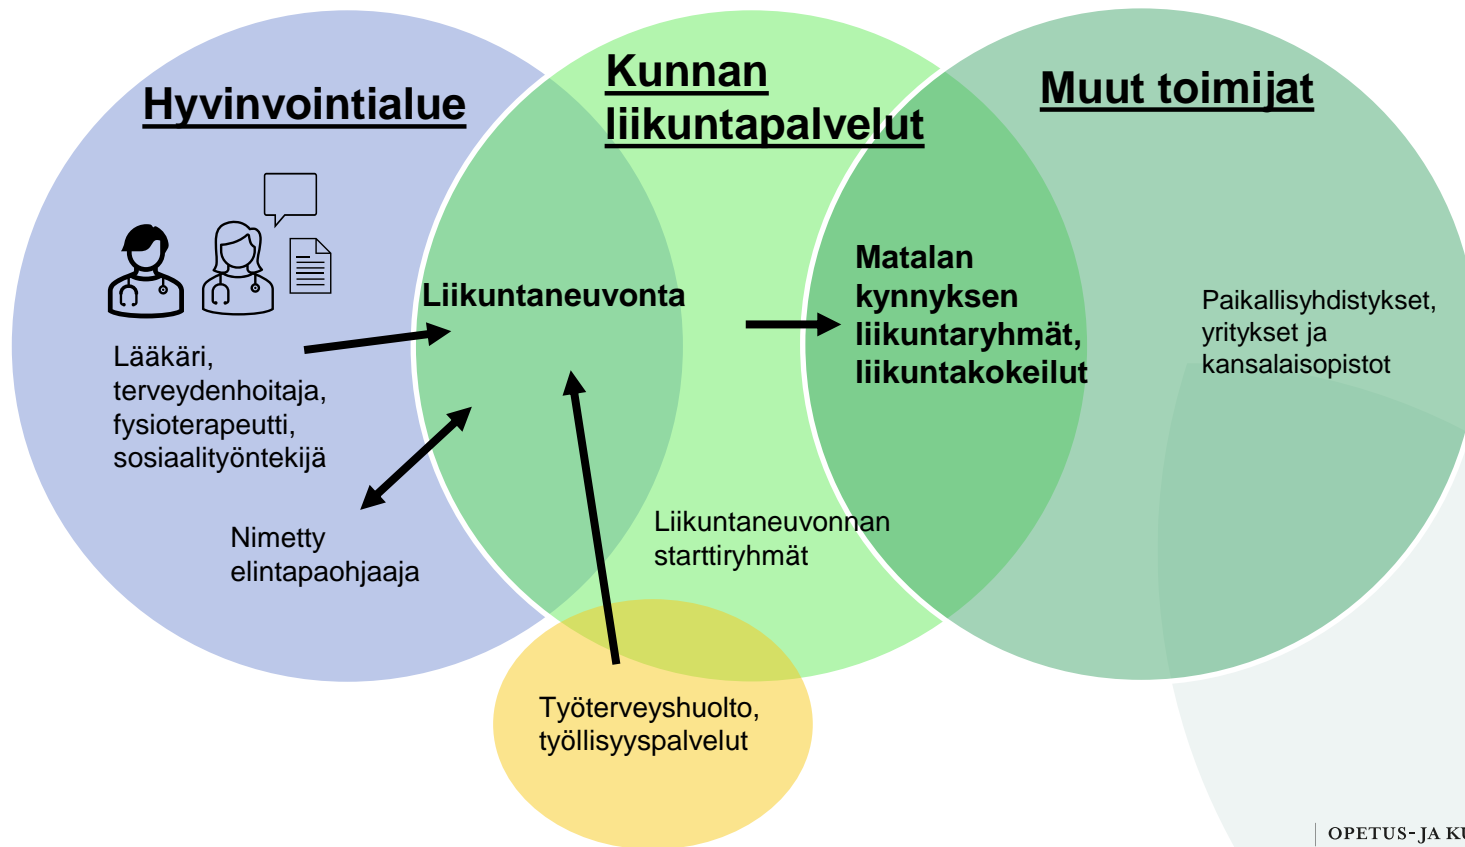 Hyvinvointialue
Kunnan
liikuntapalvelut
Muut toimijat
Liikuntaneuvonta
Lääkäri,
terveydenhoitaja,
fysioterapeutti,
sosiaalityöntekijä
Nimetty
elintapaohjaaja
Matalan
kynnyksen
liikuntaryhmät,
liikuntakokeilut
Paikallisyhdistykset,
yritykset ja
kansalaisopistot
Liikuntaneuvonnan
starttiryhmät
Työterveyshuolto,
työllisyyspalvelut
OPETUS- JA KU